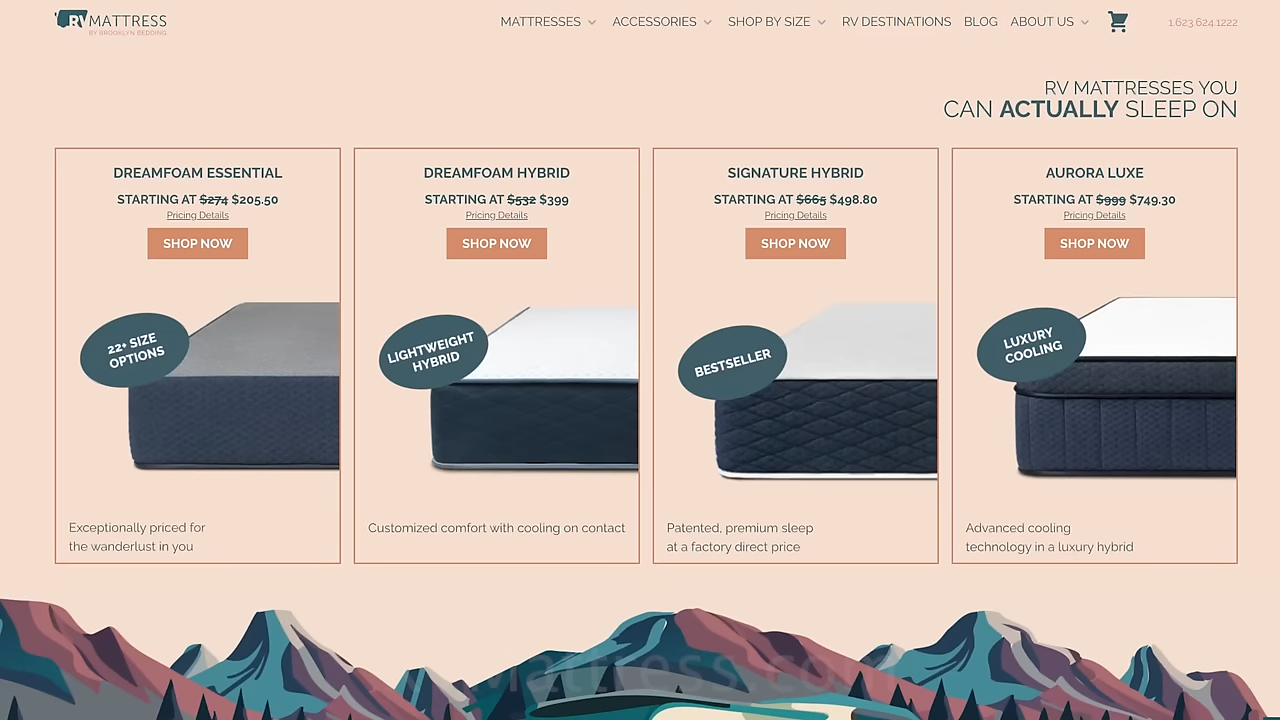 RV MATTRESS
BY BROOKLYN BEDDING
MATTRESSES ACCESSORIES SHOP BY SIZE RV DESTINATIONS BLOG ABOUT US 1.623.624.1222
RV MATTRESSES YOU
CAN ACTUALLY SLEEP ON
DREAMFOAM ESSENTIAL
STARTING AT $274 $205.50
Pricing Details
SHOP NOW
22+ SIZE
OPTIONS
Exceptionally priced for
the wanderlust in you
DREAMFOAM HYBRID
STARTING AT $532 $399
Pricing Details
SHOP NOW
LIGHTWEIGHT
HYBRID
Customized comfort with cooling on contact
SIGNATURE HYBRID
STARTING AT $665 $498.80
Pricing Details
SHOP NOW
BESTSELLER
Patented, premium sleep
at a factory direct price
AURORA LUXE
STARTING AT $999 $749.30
Pricing Details
SHOP NOW
LUXURY
COOLING
Advanced cooling
technology in a luxury hybrid